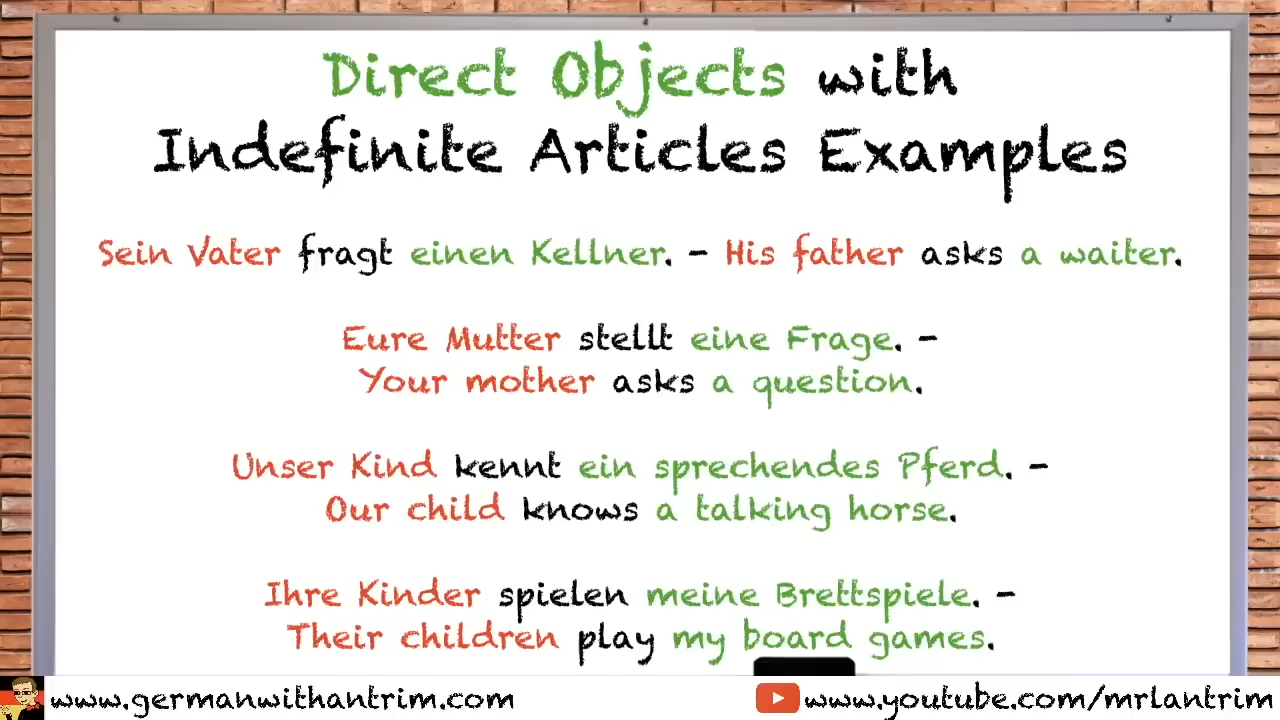 Direct Objects with
Indefinite Articles Examples
Sein Vater fragt einen Kellner. - His father asks a waiter.
Eure Mutter stellt eine Frage. -
Your mother asks a question.
Unser Kind kennt ein sprechendes Pferd. -
Our child knows a talking horse.
Ihre Kinder spielen meine Brettspiele. -
Their children play my board games.
www.germanwithantrim.com
www.youtube.com/mrlantrim